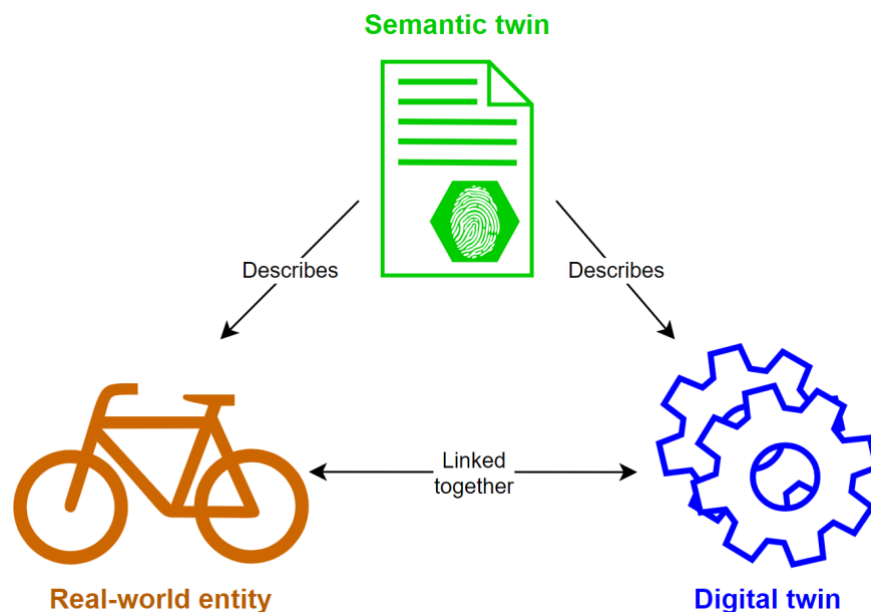 Semantic twin
Describes
Describes
Linked
together
Real-world entity
Digital twin